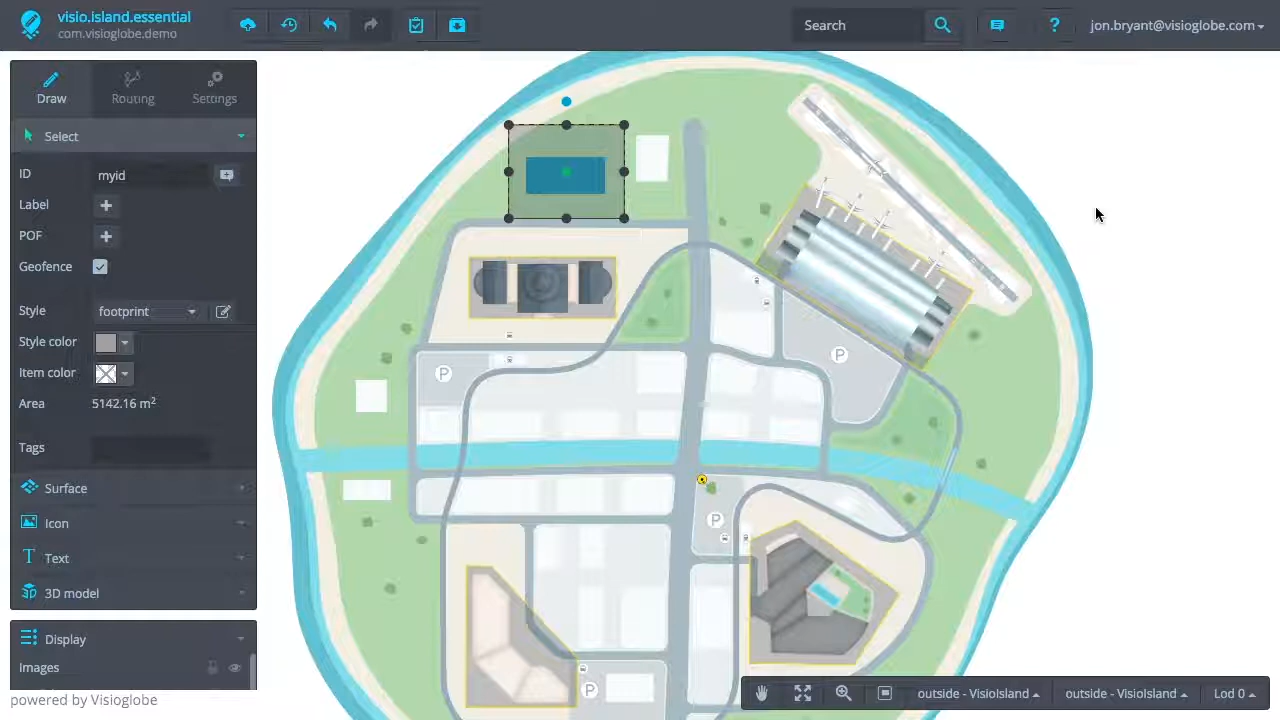 visio.island.essential
com.visioglobe.demo
Search
jon.bryant@visioglobe.com
Draw
Routing
Settings
Select
ID
myid
Label
POF
Geofence
Style
footprint
Style color
Item color
Area
5142.16 m²
Tags
Surface
Icon
Text
3D model
Display
Images
powered by Visioglobe
P
P
P
P
outside - VisioIsland
outside - VisioIsland
Lod 0